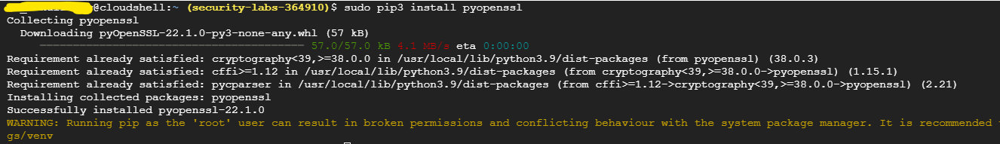 @cloudshell:~ (security-labs-364910)$ sudo pip3 install pyopenssl
Collecting pyopenssl
Downloading pyOpenSSL-22.1.0-py3-none-any.whl (57 kB)
57.0/57.0 kB 4.1 MB/s eta 0:00:00
Requirement already satisfied: cryptography<39,>=38.0.0 in /usr/local/lib/python3.9/dist-packages (from pyopenssl) (38.0.3)
Requirement already satisfied: cffi>=1.12 in /usr/local/lib/python3.9/dist-packages (from cryptography<39,>=38.0.0->pyopenssl) (1.15.1)
Requirement already satisfied: pycparser in /usr/local/lib/python3.9/dist-packages (from cffi>=1.12->cryptography<39,>=38.0.0->pyopenssl) (2.21)
Installing collected packages: pyopenssl
Successfully installed pyopenssl-22.1.0
WARNING: Running pip as the 'root' user can result in broken permissions and conflicting behaviour with the system package manager. It is recommended
gs/venv